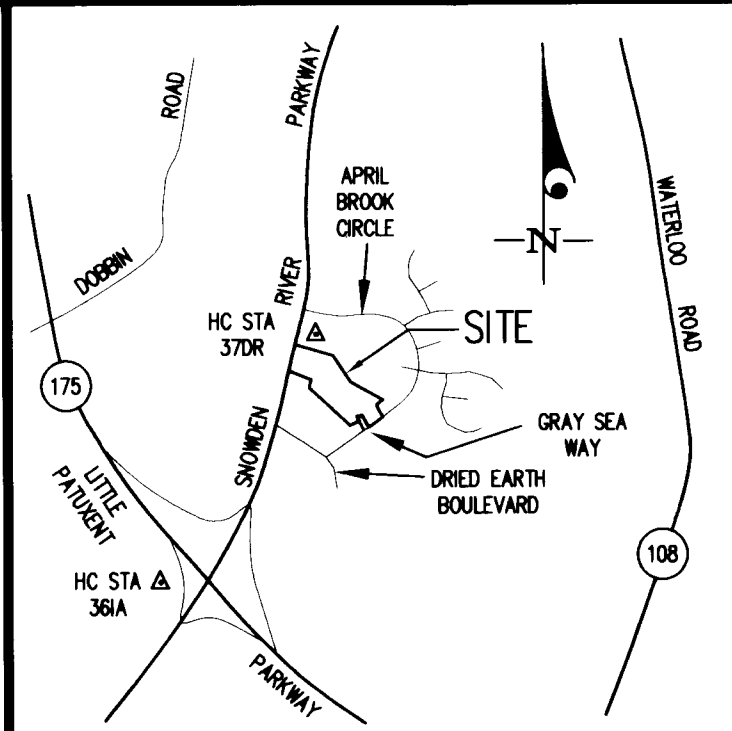 ROAD
PARKWAY
APRIL
BROOK
CIRCLE
WATERLOO
ROAD
N
DOBBIN
RIVER
HC STA
37DR
SITE
175
SNOWDEN
GRAY SEA
WAY
LITTLE
PATUXENT
DRIED EARTH
BOULEVARD
108
HC STA
36IA
PARKWAY